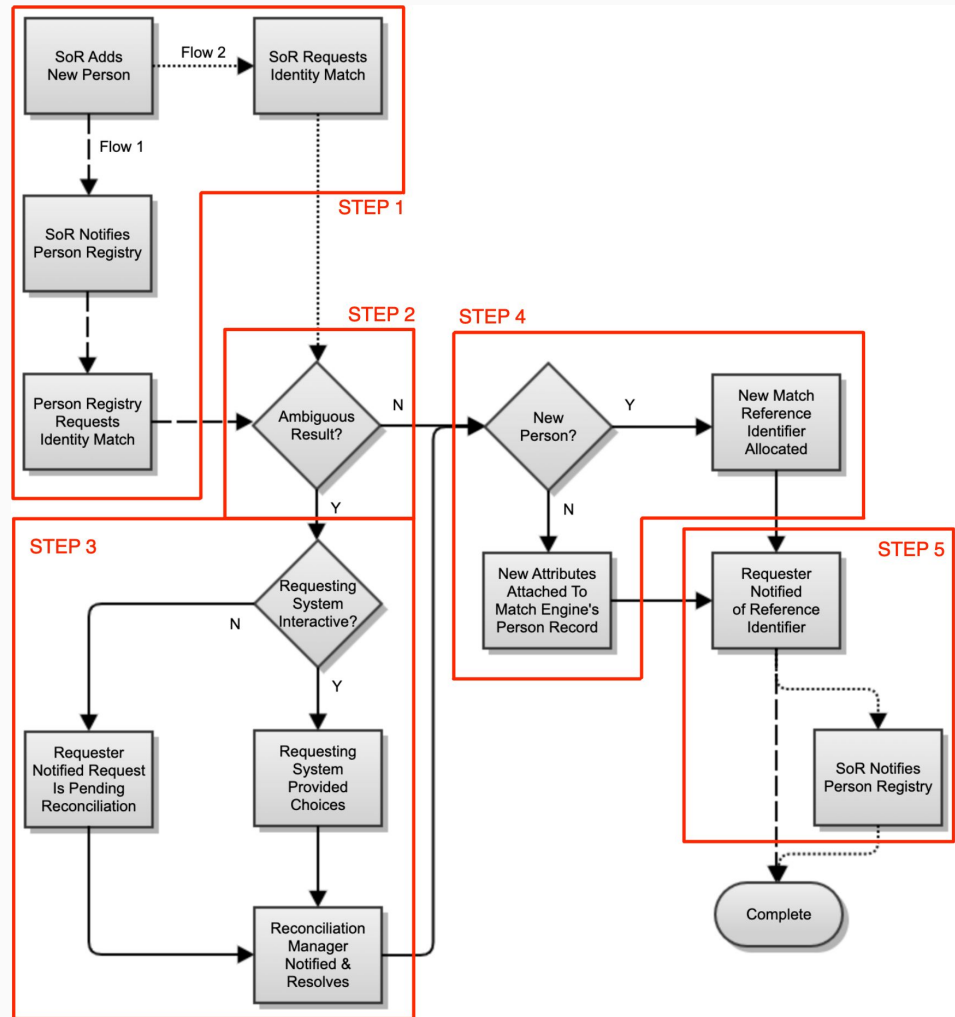 SoR Adds
New Person
Flow 2
SoR Requests
Identity Match
Flow 1
STEP 1
SoR Notifies
Person Registry
Person Registry
Requests
Identity Match
STEP 2
Ambiguous
Result?
N
Y
STEP 3
Requesting
System
Interactive?
N
Y
Requester
Notified Request
Is Pending
Reconciliation
Requesting
System
Provided
Choices
Reconciliation
Manager
Notified &
Resolves
STEP 4
New
Person?
Y
New Match
Reference
Identifier
Allocated
N
New Attributes
Attached To
Match Engine's
Person Record
STEP 5
Requester
Notified
of Reference
Identifier
SoR Notifies
Person Registry
Complete